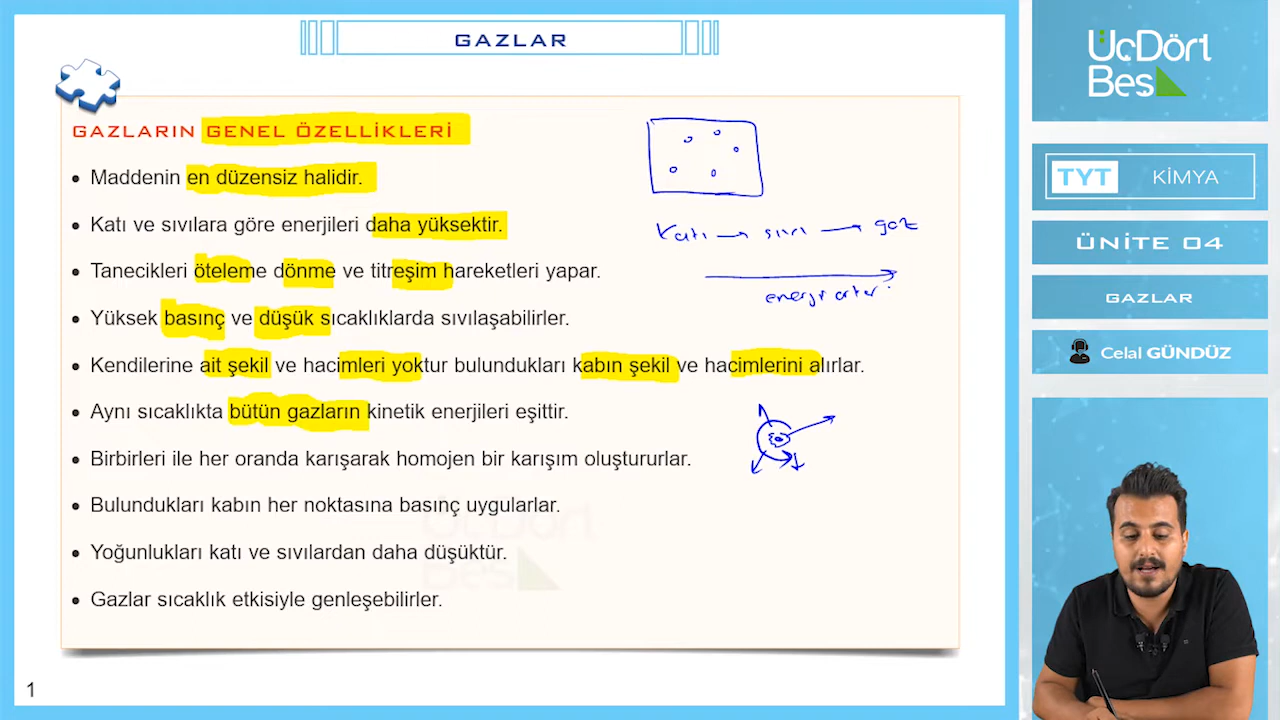 GAZLAR
GAZLARIN GENEL ÖZELLİKLERİ
• Maddenin en düzensiz halidir.
• Katı ve sıvılara göre enerjileri daha yüksektir.
• Tanecikleri öteleme dönme ve titreşim hareketleri yapar.
• Yüksek basınç ve düşük sıcaklıklarda sıvılaşabilirler.
• Kendilerine ait şekil ve hacimleri yoktur bulundukları kabın şekil ve hacimlerini alırlar.
• Aynı sıcaklıkta bütün gazların kinetik enerjileri eşittir.
• Birbirleri ile her oranda karışarak homojen bir karışım oluştururlar.
• Bulundukları kabın her noktasına basınç uygularlar.
• Yoğunlukları katı ve sıvılardan daha düşüktür.
• Gazlar sıcaklık etkisiyle genleşebilirler.
Katı → sıvı → gaz
enerji artar
ÜçDört
Beş
1
ÜçDört
Beş
TYT KİMYA
ÜNİTE 04
GAZLAR
Celal GÜNDÜZ